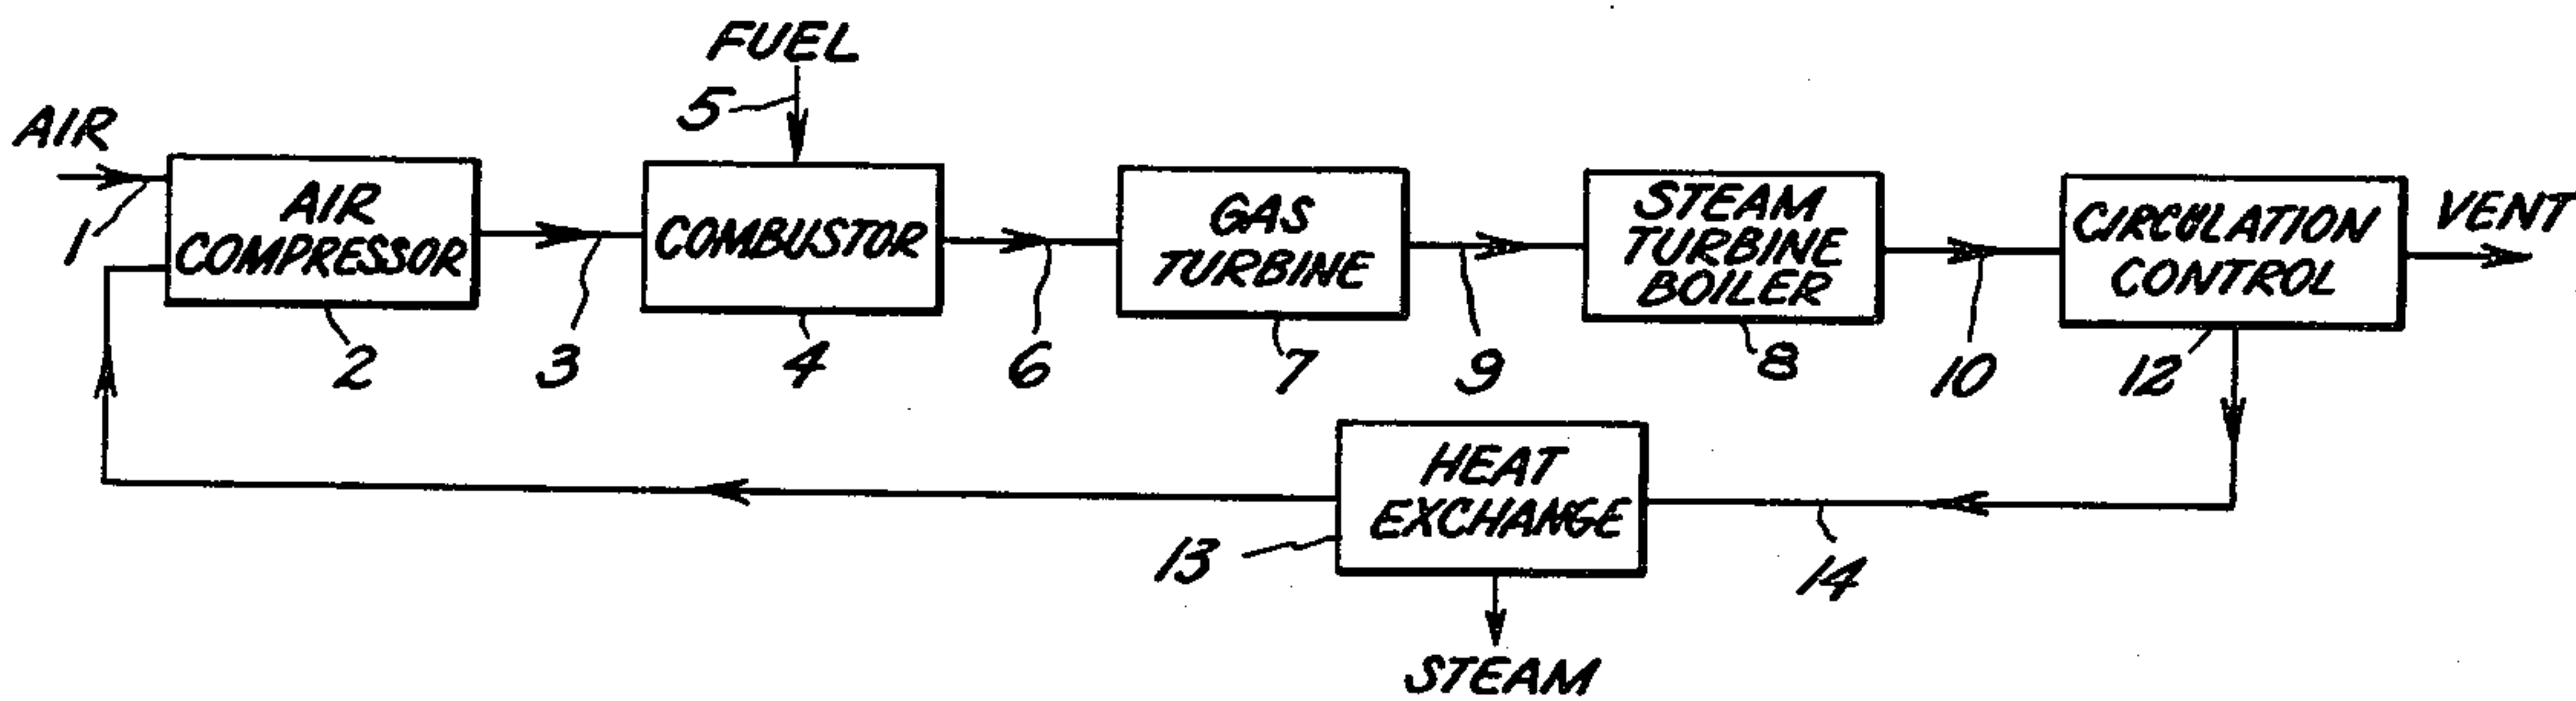 FUEL
5
AIR
1
AIR
COMPRESSOR
2
3
COMBUSTOR
4
6
GAS
TURBINE
7
9
STEAM
TURBINE
BOILER
8
10
CIRCULATION
CONTROL
12
VENT
HEAT
EXCHANGE
13
14
STEAM